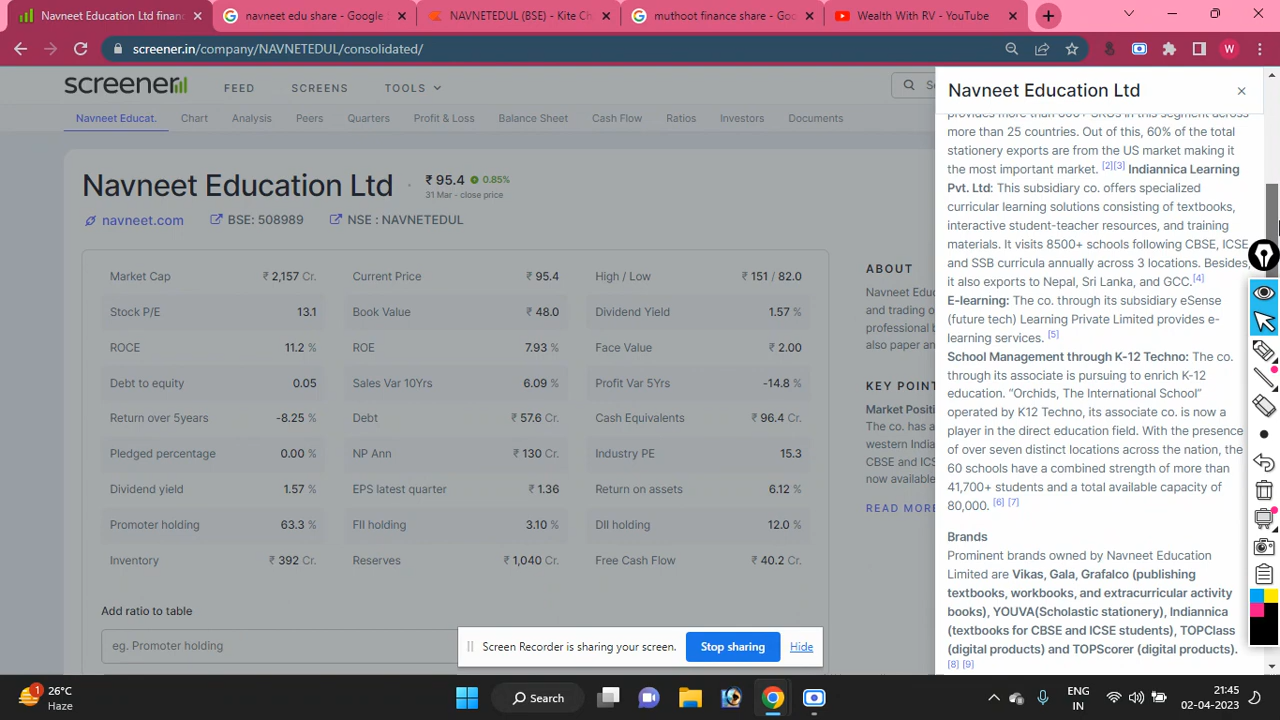 Navneet Education Ltd financ
navneet edu share - Google S
NAVNETEDUL (BSE) - Kite Ch
muthoot finance share - Goo
Wealth With RV - YouTube
screener.in/company/NAVNETEDUL/consolidated/
W
screener
FEED
SCREENS
TOOLS
Navneet Educat.
Chart
Analysis
Peers
Quarters
Profit & Loss
Balance Sheet
Cash Flow
Ratios
Investors
Documents
Navneet Education Ltd
₹ 95.4
0.85%
31 Mar - close price
navneet.com
BSE: 508989
NSE : NAVNETEDUL
Market Cap ₹ 2,157 Cr.
Current Price ₹ 95.4
High / Low ₹ 151 / 82.0
Stock P/E 13.1
Book Value ₹ 48.0
Dividend Yield 1.57 %
ROCE 11.2 %
ROE 7.93 %
Face Value ₹ 2.00
Debt to equity 0.05
Sales Var 10Yrs 6.09 %
Profit Var 5Yrs -14.8 %
Return over 5years -8.25 %
Debt ₹ 57.6 Cr.
Cash Equivalents ₹ 96.4 Cr.
Pledged percentage 0.00 %
NP Ann ₹ 130 Cr.
Industry PE 15.3
Dividend yield 1.57 %
EPS latest quarter ₹ 1.36
Return on assets 6.12 %
Promoter holding 63.3 %
FII holding 3.10 %
DII holding 12.0 %
Inventory ₹ 392 Cr.
Reserves ₹ 1,040 Cr.
Free Cash Flow ₹ 40.2 Cr.
Add ratio to table
eg. Promoter holding
ABOUT
Navneet Edu
and trading o
professional b
also paper an
KEY POIN
Market Positi
The co. has a
western India
CBSE and ICS
now available
READ MORE
Navneet Education Ltd
more than 25 countries. Out of this, 60% of the total
stationery exports are from the US market making it
the most important market. [2][3] Indiannica Learning
Pvt. Ltd: This subsidiary co. offers specialized
curricular learning solutions consisting of textbooks,
interactive student-teacher resources, and training
materials. It visits 8500+ schools following CBSE, ICSE
and SSB curricula annually across 3 locations. Besides,
it also exports to Nepal, Sri Lanka, and GCC.[4]
E-learning: The co. through its subsidiary eSense
(future tech) Learning Private Limited provides e-
learning services. [5]
School Management through K-12 Techno: The co.
through its associate is pursuing to enrich K-12
education. “Orchids, The International School”
operated by K12 Techno, its associate co. is now a
player in the direct education field. With the presence
of over seven distinct locations across the nation, the
60 schools have a combined strength of more than
41,700+ students and a total available capacity of
80,000. [6] [7]
Brands
Prominent brands owned by Navneet Education
Limited are Vikas, Gala, Grafalco (publishing
textbooks, workbooks, and extracurricular activity
books), YOUVA(Scholastic stationery), Indiannica
(textbooks for CBSE and ICSE students), TOPClass
(digital products) and TOPScorer (digital products).
[8] [9]
Screen Recorder is sharing your screen.
Stop sharing
Hide
1
26°C
Haze
Search
ENG
IN
21:45
02-04-2023